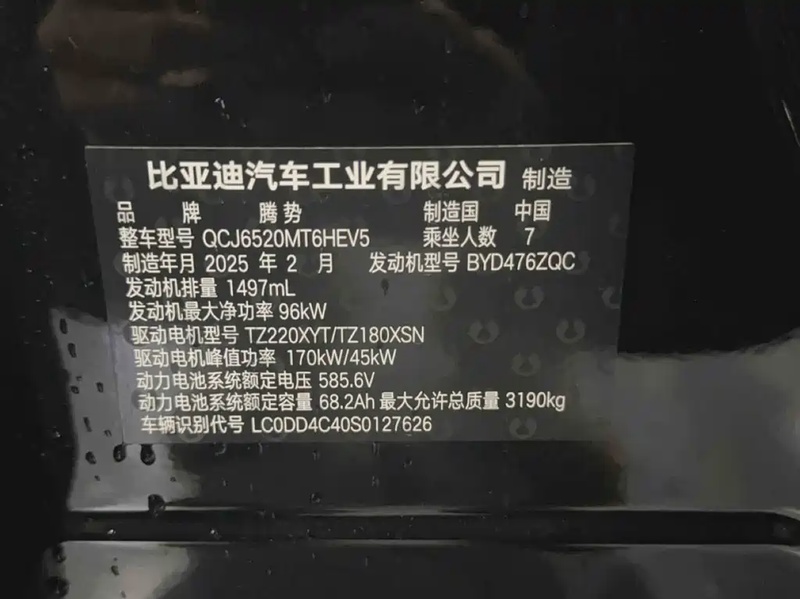 比亚迪汽车工业有限公司 制造
品 牌 腾势 制造国 中国
整车型号 QCJ6520MT6HEV5 乘坐人数 7
制造年月 2025 年 2 月 发动机型号 BYD476ZQC
发动机排量 1497mL
发动机最大净功率 96kW
驱动电机型号 TZ220XYT/TZ180XSN
驱动电机峰值功率 170kW/45kW
动力电池系统额定电压 585.6V
动力电池系统额定容量 68.2Ah 最大允许总质量 3190kg
车辆识别代号 LC0DD4C40S0127626